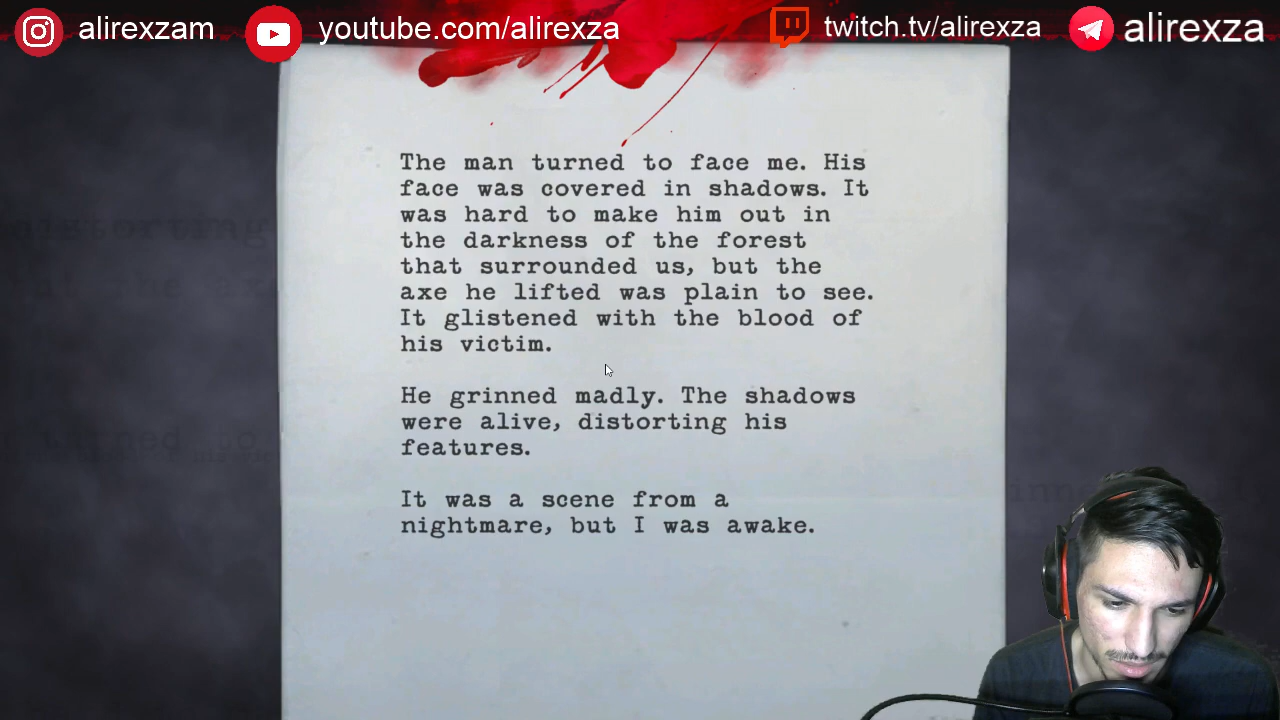 alirexzam
youtube.com/alirexza
twitch.tv/alirexza
alirexza
The man turned to face me. His
face was covered in shadows. It
was hard to make him out in
the darkness of the forest
that surrounded us, but the
axe he lifted was plain to see.
It glistened with the blood of
his victim.
He grinned madly. The shadows
were alive, distorting his
features.
It was a scene from a
nightmare, but I was awake.